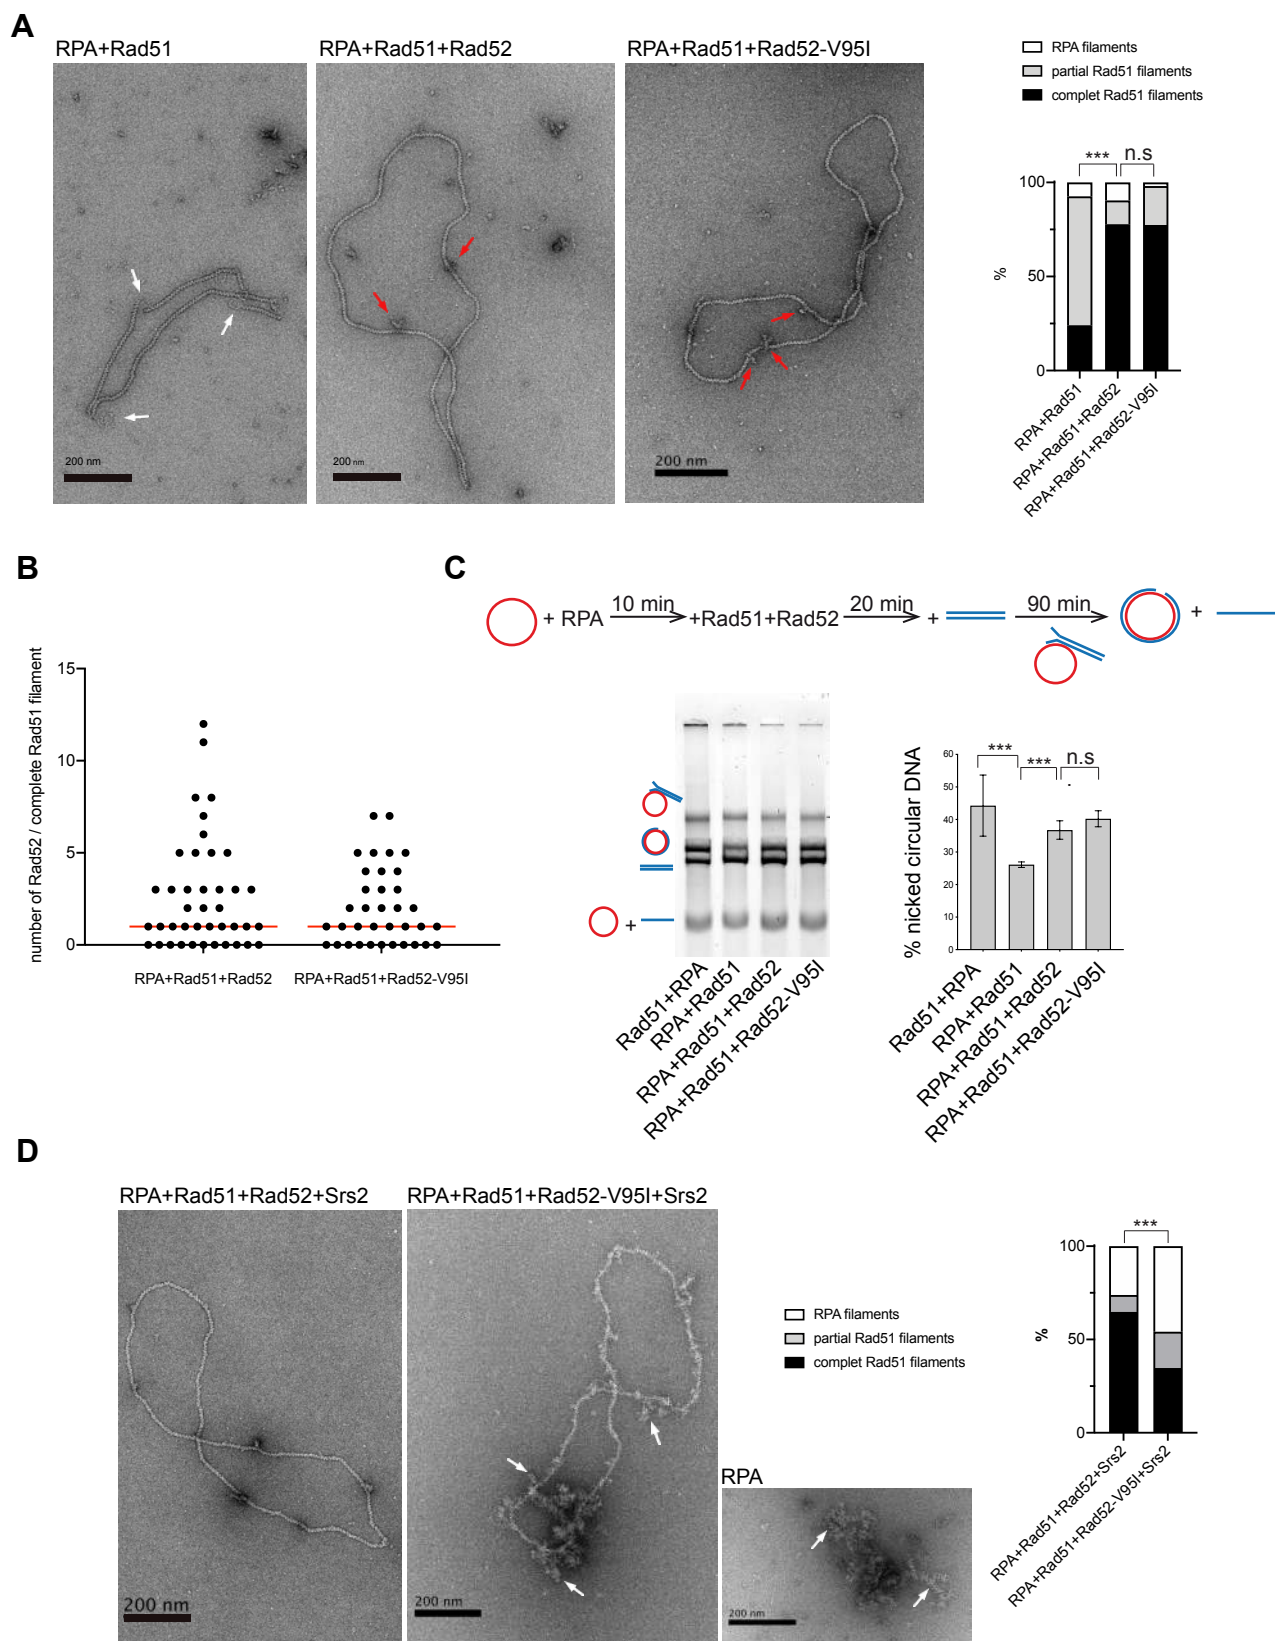 A
RPA+Rad51
RPA+Rad51+Rad52
RPA+Rad51+Rad52-V95I
200 nm
200 nm
200 nm
RPA filaments
partial Rad51 filaments
complet Rad51 filaments
*** n.s
100
50
0
%
RPA+Rad51
RPA+Rad51+Rad52
RPA+Rad51+Rad52-V95I
B
number of Rad52 / complete Rad51 filament
15
10
5
0
RPA+Rad51+Rad52
RPA+Rad51+Rad52-V95I
C
+ RPA 10 min +Rad51+Rad52 20 min + 90 min +
+
Rad51+RPA
RPA+Rad51
RPA+Rad51+Rad52
RPA+Rad51+Rad52-V95I
% nicked circular DNA
60
50
40
30
20
10
0
*** *** n.s
Rad51+RPA
RPA+Rad51
RPA+Rad51+Rad52
RPA+Rad51+Rad52-V95I
D
RPA+Rad51+Rad52+Srs2
RPA+Rad51+Rad52-V95I+Srs2
RPA
200 nm
200 nm
200 nm
RPA filaments
partial Rad51 filaments
complet Rad51 filaments
***
100
50
0
%
RPA+Rad51+Rad52+Srs2
RPA+Rad51+Rad52-V95I+Srs2